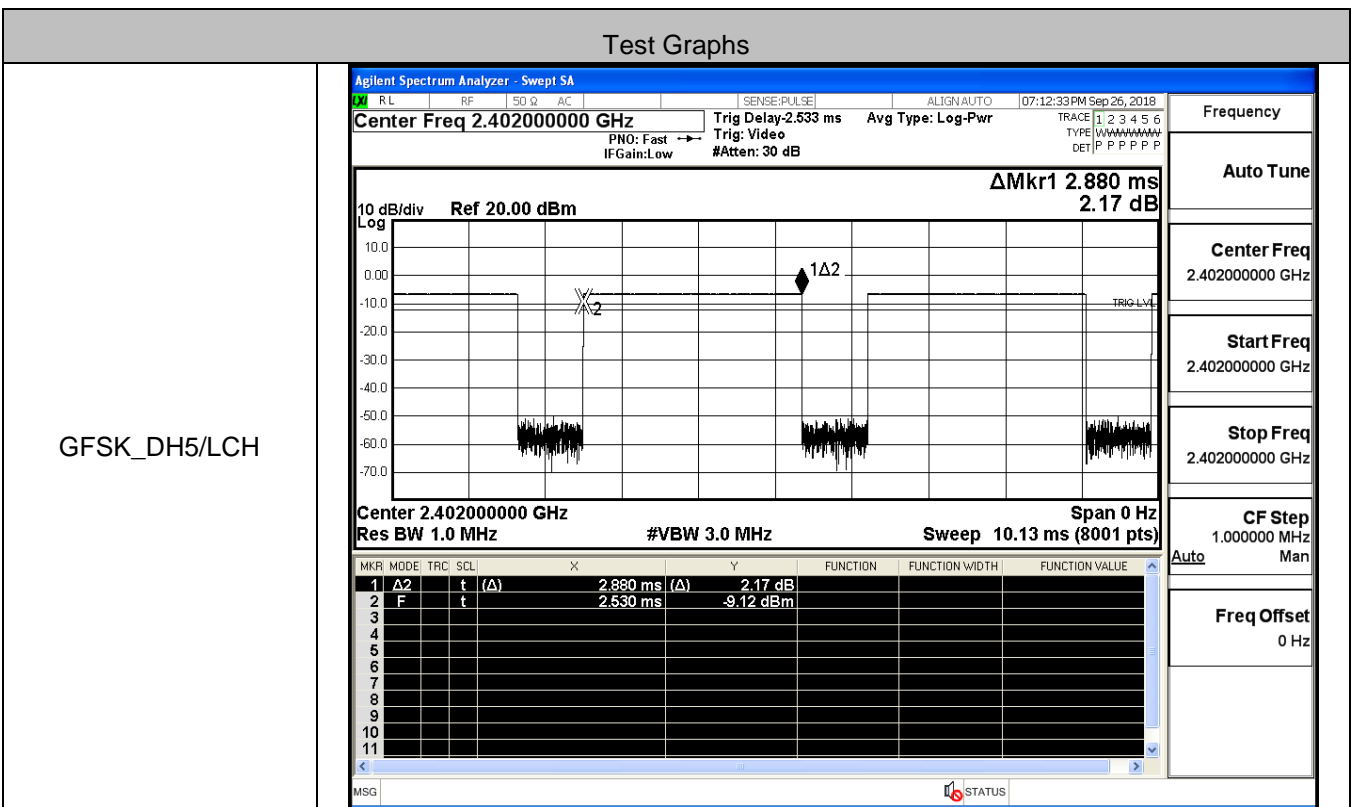 Test Graphs
GFSK_DH5/LCH
Agilent Spectrum Analyzer - Swept SA
LXI RL RF 50 Ω AC SENSE:PULSE ALIGNAUTO 07:12:33 PM Sep 26, 2018
Center Freq 2.402000000 GHz
PNO: Fast
IFGain:Low
Trig Delay-2.533 ms
Trig: Video
#Atten: 30 dB
Avg Type: Log-Pwr
TRACE 1 2 3 4 5 6
TYPE
DET P P P P P P
ΔMkr1 2.880 ms
2.17 dB
10 dB/div Ref 20.00 dBm
Log
10.0
0.00
-10.0
-20.0
-30.0
-40.0
-50.0
-60.0
-70.0
1Δ2
2
TRIG LVL
Center 2.402000000 GHz Span 0 Hz
Res BW 1.0 MHz #VBW 3.0 MHz Sweep 10.13 ms (8001 pts)
MKR MODE TRC SCL X Y FUNCTION FUNCTION WIDTH FUNCTION VALUE
1 Δ2 t (Δ) 2.880 ms (Δ) 2.17 dB
2 F t 2.530 ms -9.12 dBm
3
4
5
6
7
8
9
10
11
MSG STATUS
Frequency
Auto Tune
Center Freq
2.402000000 GHz
Start Freq
2.402000000 GHz
Stop Freq
2.402000000 GHz
CF Step
1.000000 MHz
Auto Man
Freq Offset
0 Hz